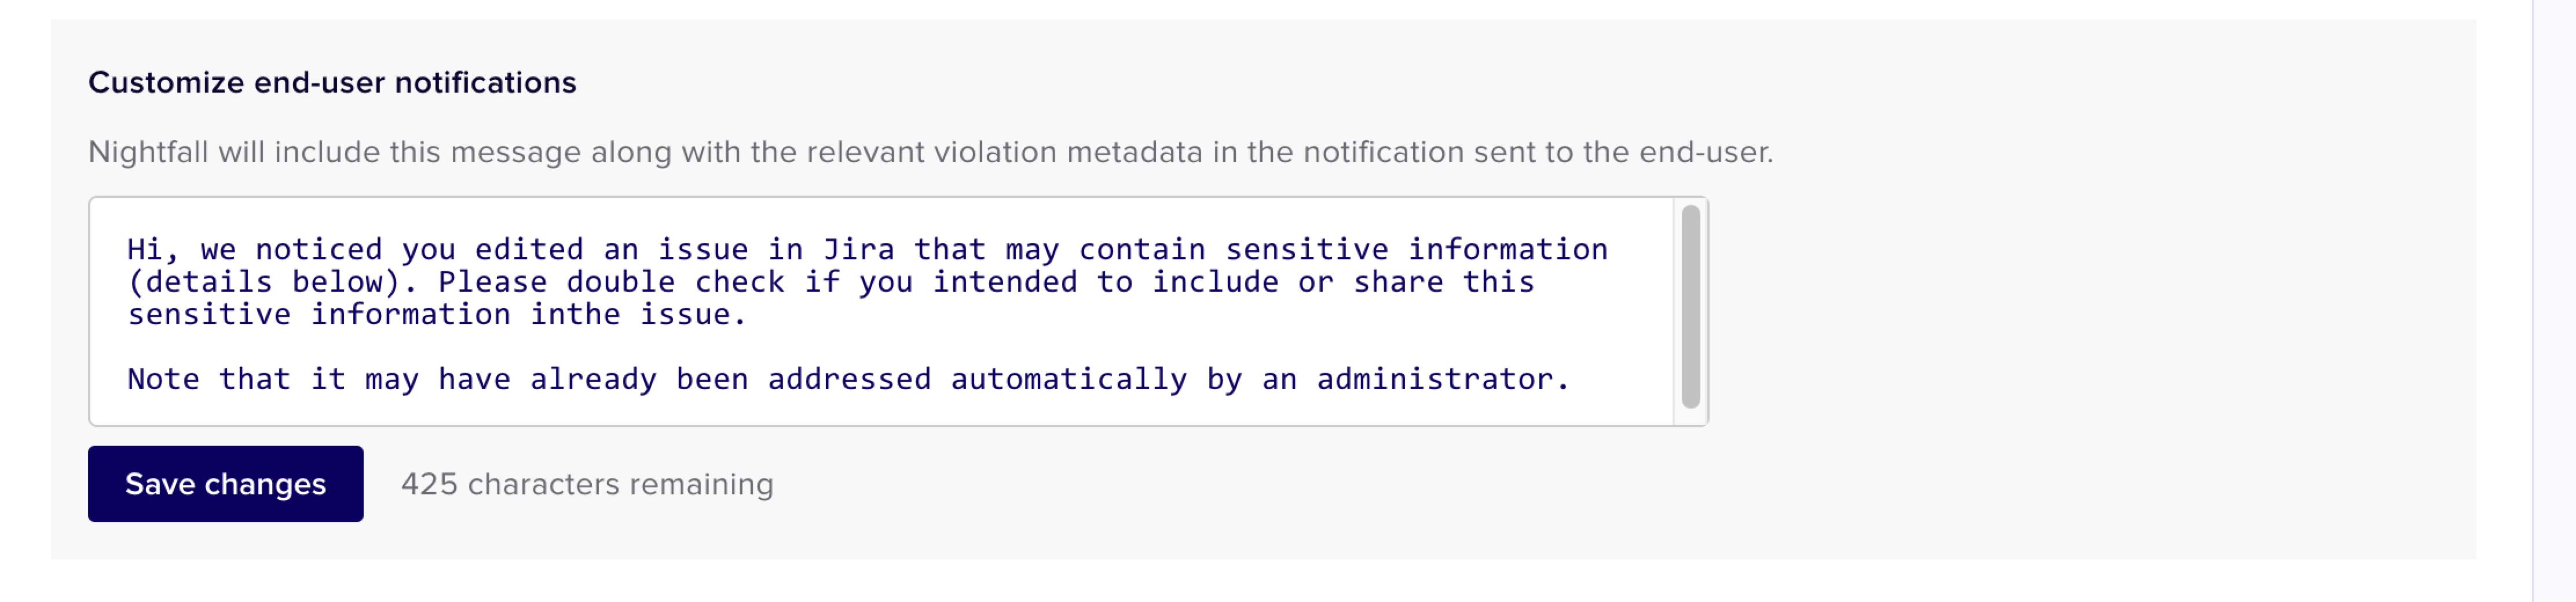 Customize end-user notifications
Nightfall will include this message along with the relevant violation metadata in the notification sent to the end-user.
Hi, we noticed you edited an issue in Jira that may contain sensitive information
(details below). Please double check if you intended to include or share this
sensitive information inthe issue.
Note that it may have already been addressed automatically by an administrator.
Save changes
425 characters remaining